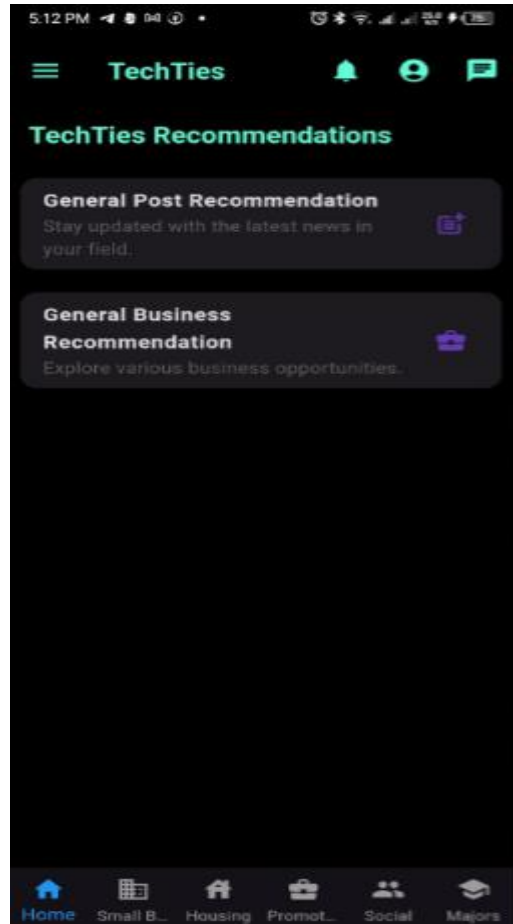 5:12 PM
TechTies
TechTies Recommendations
General Post Recommendation
Stay updated with the latest news in
your field.
General Business
Recommendation
Explore various business opportunities.
Home Small B... Housing Promot... Social Majors